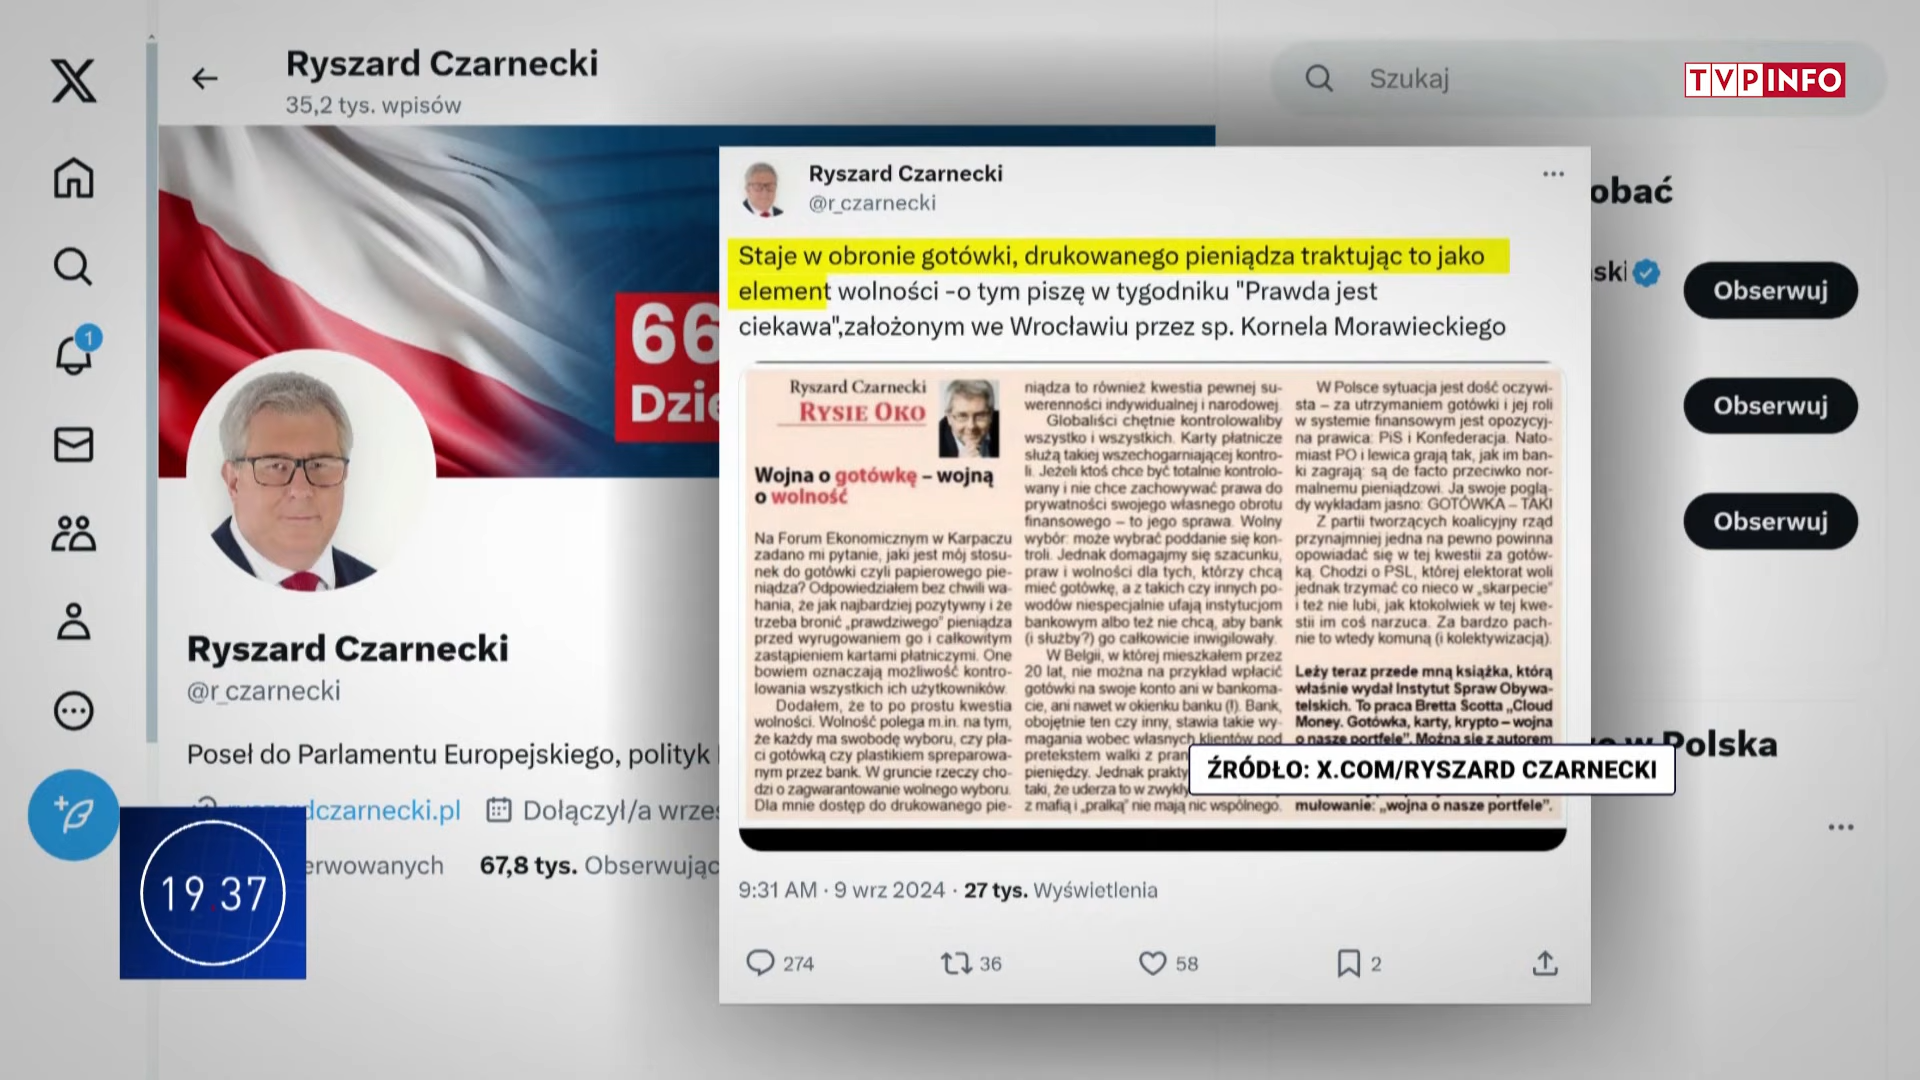 Ryszard Czarnecki
35,2 tys. wpisów
Szukaj
TVP INFO
66
Dzie
obać
ski
Obserwuj
Obserwuj
Obserwuj
Ryszard Czarnecki
@r_czarnecki
Poseł do Parlamentu Europejskiego, polityk
dczarnecki.pl
Dołączył/a wrze
erwowanych
67,8 tys. Obserwując
1
19.37
Ryszard Czarnecki
@r_czarnecki
Staje w obronie gotówki, drukowanego pieniądza traktując to jako
element wolności -o tym piszę w tygodniku "Prawda jest
ciekawa",założonym we Wrocławiu przez sp. Kornela Morawieckiego
Ryszard Czarnecki
RYSIE OKO
Wojna o gotówkę – wojną
o wolność
Na Forum Ekonomicznym w Karpaczu
zadano mi pytanie, jaki jest mój stosu-
nek do gotówki czyli papierowego pie-
niądza? Odpowiedziałem bez chwili wa-
hania, że jak najbardziej pozytywny i że
trzeba bronić „prawdziwego” pieniądza
przed wyrugowaniem go i całkowitym
zastąpieniem kartami płatniczymi. One
bowiem oznaczają możliwość kontro-
lowania wszystkich ich użytkowników.
Dodałem, że to po prostu kwestia
wolności. Wolność polega m.in. na tym,
że każdy ma swobodę wyboru, czy pła-
ci gotówką czy plastikiem spreparowa-
nym przez bank. W gruncie rzeczy cho-
dzi o zagwarantowanie wolnego wyboru.
Dla mnie dostęp do drukowanego pie-
niądza to również kwestia pewnej su-
werenności indywidualnej i narodowej.
Globaliści chętnie kontrolowaliby
wszystko i wszystkich. Karty płatnicze
służą takiej wszechogarniającej kontro-
li. Jeżeli ktoś chce być totalnie kontrolo-
wany i nie chce zachowywać prawa do
prywatności swojego własnego obrotu
finansowego – to jego sprawa. Wolny
wybór: może wybrać poddanie się kon-
troli. Jednak domagajmy się szacunku,
praw i wolności dla tych, którzy chcą
mieć gotówkę, a z takich czy innych po-
wodów niespecjalnie ufają instytucjom
bankowym albo też nie chcą, aby bank
(i służby?) go całkowicie inwigilowały.
W Belgii, w której mieszkałem przez
20 lat, nie można na przykład wpłacić
gotówki na swoje konto ani w bankoma-
cie, ani nawet w okienku banku (!). Bank,
obojętnie ten czy inny, stawia takie wy-
magania wobec własnych klientów pod
pretekstem walki z pran
pieniędzy. Jednak prakty
taki, że uderza to w zwykły
z mafią i „pralką” nie mają nic wspólnego.
W Polsce sytuacja jest dość oczywi-
sta – za utrzymaniem gotówki i jej roli
w systemie finansowym jest opozycyj-
na prawica: PiS i Konfederacja. Nato-
miast PO i lewica grają tak, jak im ban-
ki zagrają: są de facto przeciwko nor-
malnemu pieniądzowi. Ja swoje poglą-
dy wykładam jasno: GOTÓWKA – TAK!
Z partii tworzących koalicyjny rząd
przynajmniej jedna na pewno powinna
opowiadać się w tej kwestii za gotów-
ką. Chodzi o PSL, której elektorat woli
jednak trzymać co nieco w „skarpecie”
i też nie lubi, jak ktokolwiek w tej kwe-
stii im coś narzuca. Za bardzo pach-
nie to wtedy komuną (i kolektywizacją).
Leży teraz przede mną książka, którą
właśnie wydał Instytut Spraw Obywa-
telskich. To praca Bretta Scotta „Cloud
Money. Gotówka, karty, krypto – wojna
o nasze portfele”. Można się z autorem
mułowanie: „wojna o nasze portfele”.
ŹRÓDŁO: X.COM/RYSZARD CZARNECKI
w Polska
9:31 AM · 9 wrz 2024 · 27 tys. Wyświetlenia
274
36
58
2